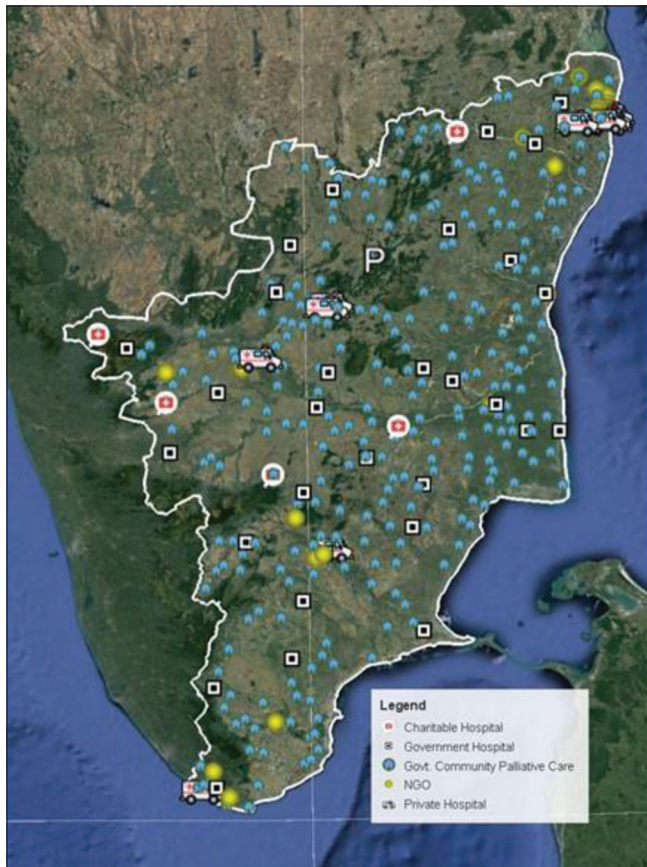 P
Legend
Charitable Hospital
Government Hospital
Govt. Community Palliative Care
NGO
Private Hospital